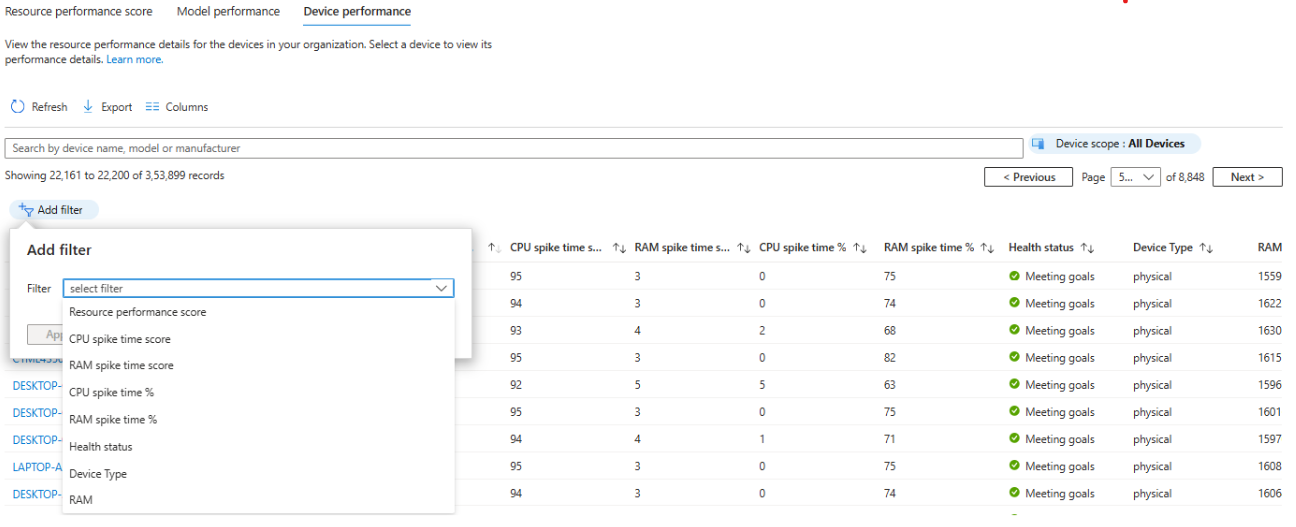 Resource performance score Model performance Device performance
View the resource performance details for the devices in your organization. Select a device to view its
performance details. Learn more.
Refresh Export Columns
Search by device name, model or manufacturer Device scope : All Devices
Showing 22,161 to 22,200 of 3,53,899 records < Previous Page 5... of 8,848 Next >
Add filter
Add filter
CPU spike time s... RAM spike time s... CPU spike time % RAM spike time % Health status Device Type RAM
Filter select filter
Resource performance score
CPU spike time score
RAM spike time score
CPU spike time %
RAM spike time %
Health status
Device Type
RAM
95 3 0 75 Meeting goals physical 1559
94 3 0 74 Meeting goals physical 1622
93 4 2 68 Meeting goals physical 1630
95 3 0 82 Meeting goals physical 1615
DESKTOP- 92 5 5 63 Meeting goals physical 1596
DESKTOP- 95 3 0 75 Meeting goals physical 1601
DESKTOP- 94 4 1 71 Meeting goals physical 1597
LAPTOP-A 95 3 0 75 Meeting goals physical 1608
DESKTOP- 94 3 0 74 Meeting goals physical 1606